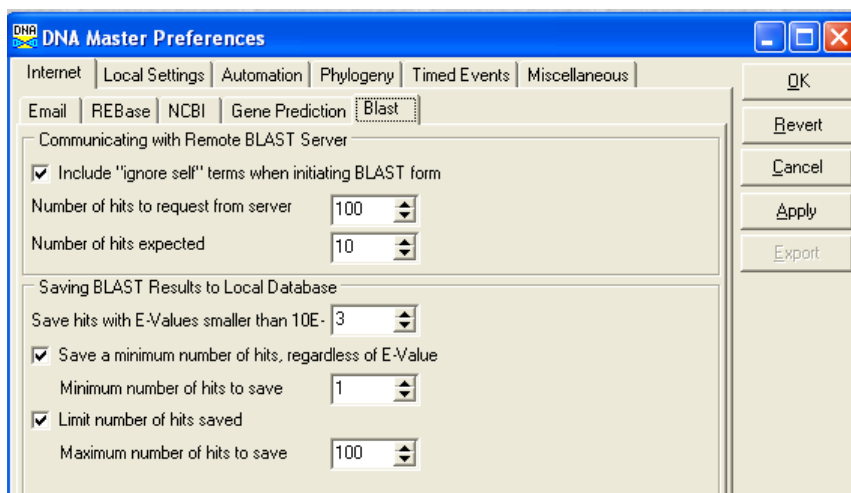 DNA DNA Master Preferences
Internet Local Settings Automation Phylogeny Timed Events Miscellaneous
OK
Email REBase NCBI Gene Prediction Blast
Revert
Communicating with Remote BLAST Server
Include "ignore self" terms when initiating BLAST form
Cancel
Number of hits to request from server 100
Apply
Number of hits expected 10
Export
Saving BLAST Results to Local Database
Save hits with E-Values smaller than 10E- 3
Save a minimum number of hits, regardless of E-Value
Minimum number of hits to save 1
Limit number of hits saved
Maximum number of hits to save 100